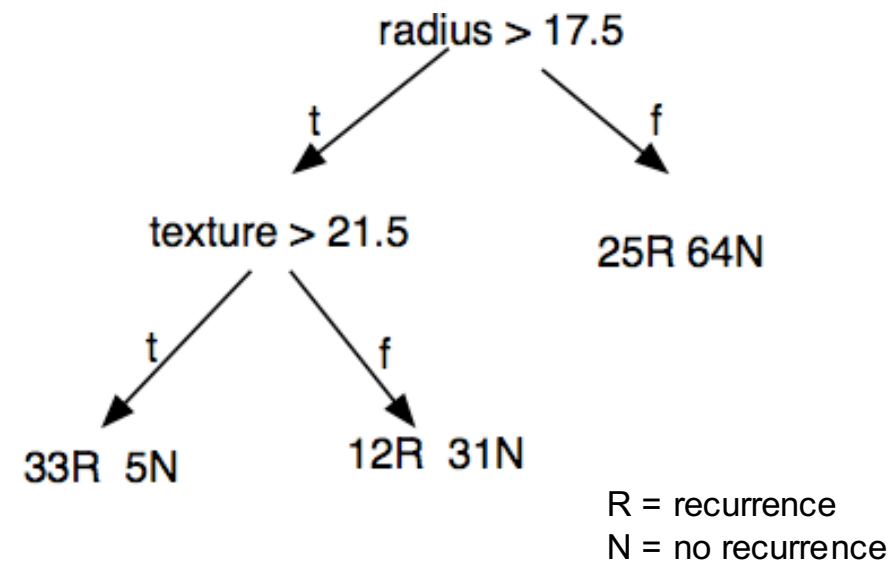 radius > 17.5
t
f
texture > 21.5
25R 64N
t
f
33R 5N
12R 31N
R = recurrence
N = no recurrence